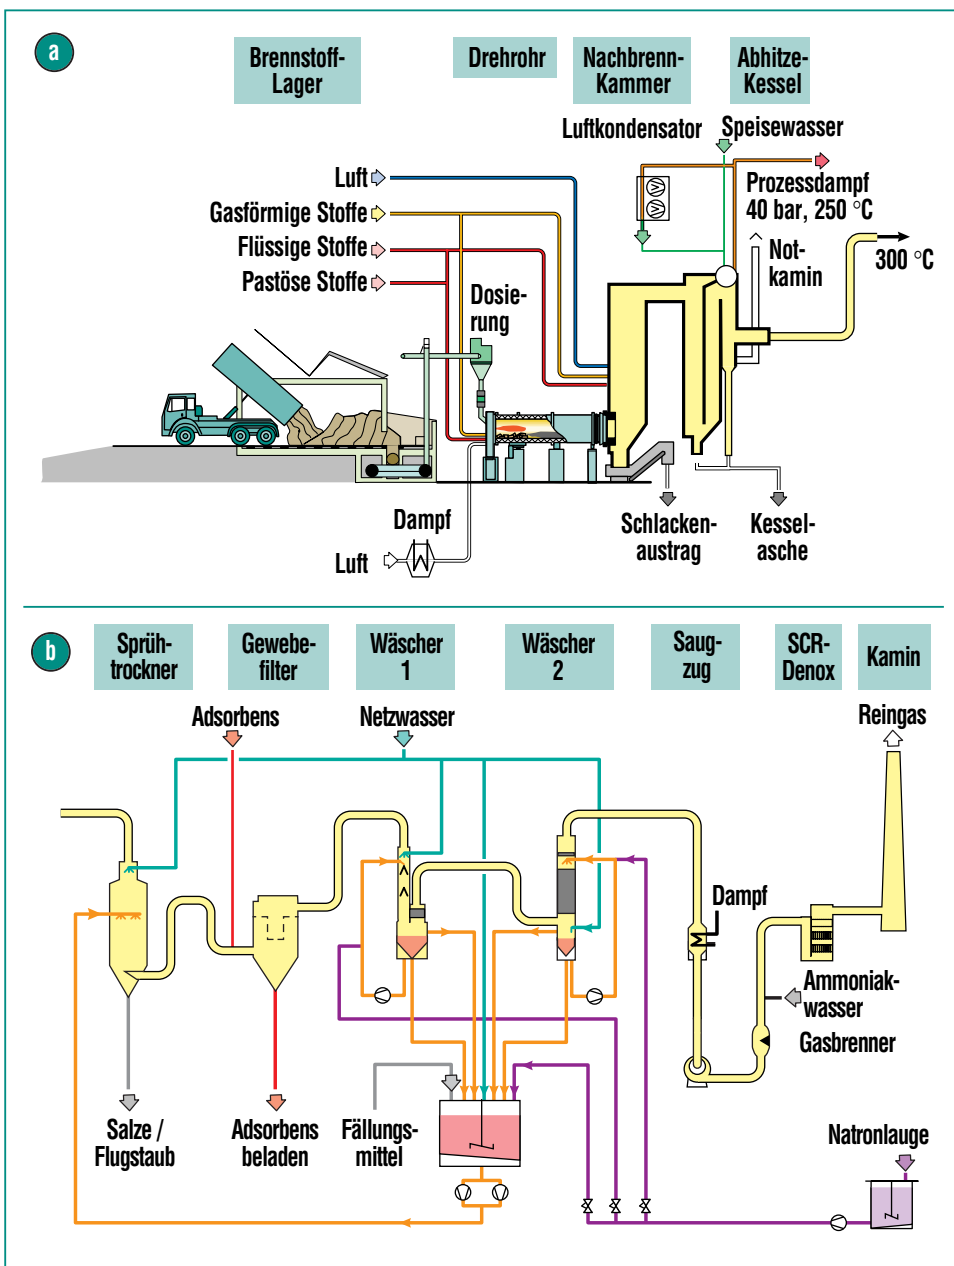 a
Brennstoff-
Lager
Drehrohr
Nachbrenn-
Kammer
Abhitze-
Kessel
Luftkondensator
Speisewasser
Luft
Gasförmige Stoffe
Flüssige Stoffe
Pastöse Stoffe
Prozessdampf
40 bar, 250 °C
Not-
kamin
300 °C
Dosie-
rung
Dampf
Luft
Schlacken-
austrag
Kessel-
asche
b
Sprüh-
trockner
Gewebe-
filter
Wäscher
1
Wäscher
2
Saug-
zug
SCR-
Denox
Kamin
Adsorbens
Netzwasser
Reingas
Dampf
Ammoniak-
wasser
Gasbrenner
Salze /
Flugstaub
Adsorbens
beladen
Fällungs-
mittel
Natronlauge